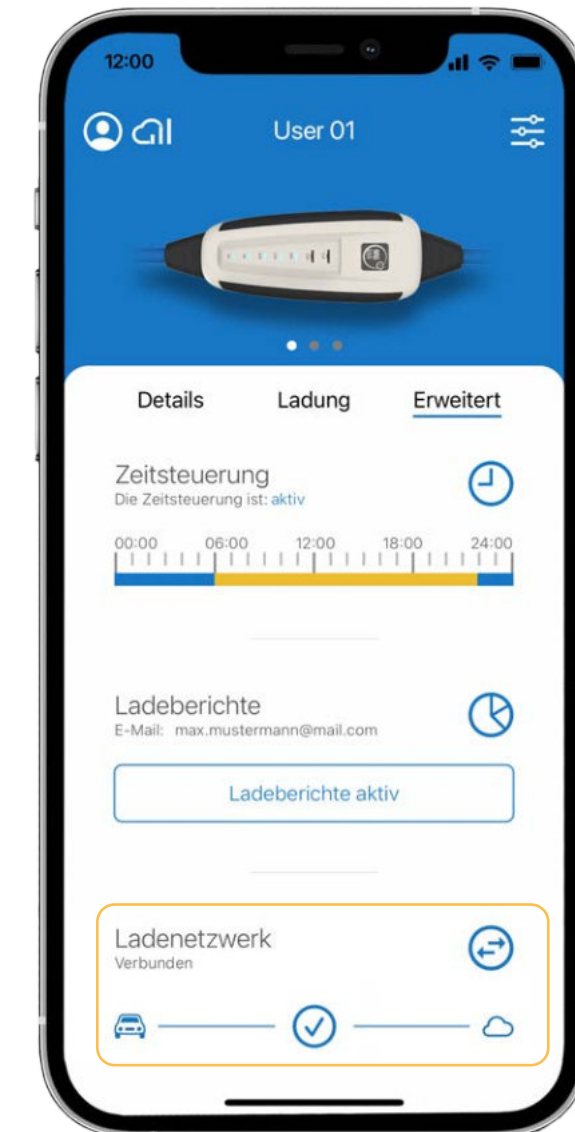 12:00
User 01
Details Ladung Erweitert
Zeitsteuerung
Die Zeitsteuerung ist: aktiv
00:00 06:00 12:00 18:00 24:00
Ladeberichte
E-Mail: max.mustermann@mail.com
Ladeberichte aktiv
Ladenetzwerk
Verbunden